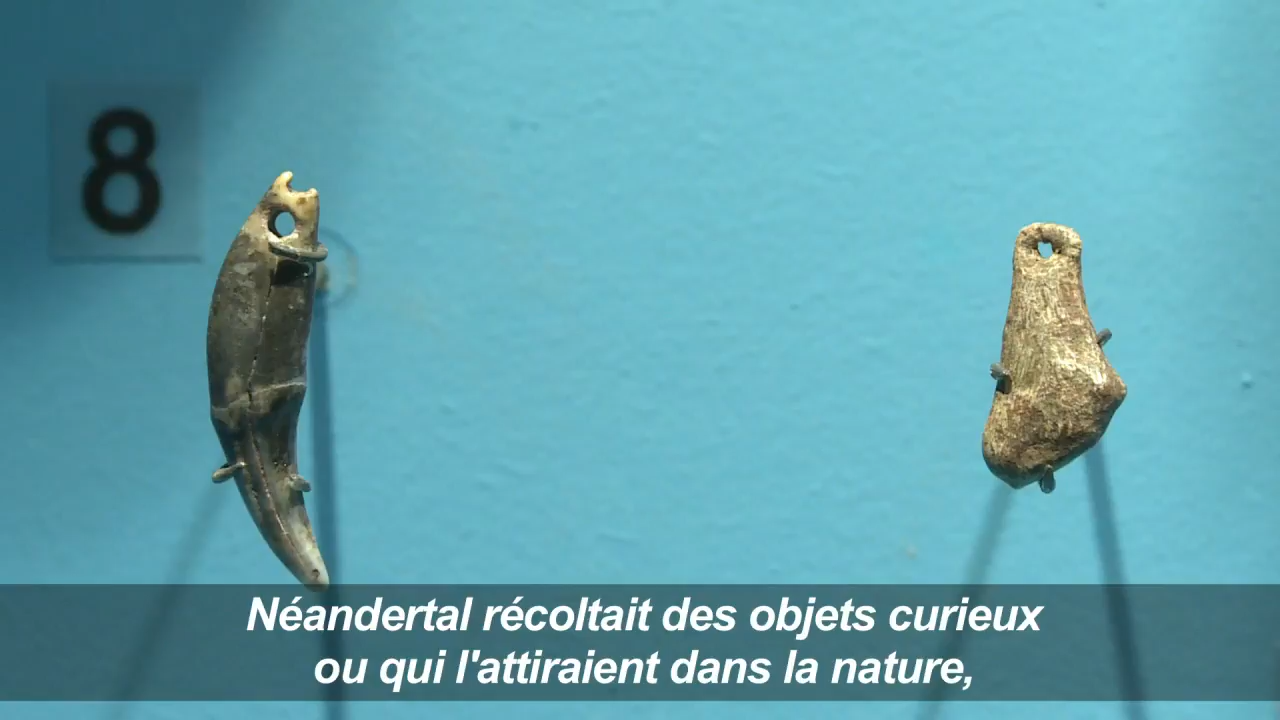 8
Néandertal récoltait des objets curieux
ou qui l'attiraient dans la nature,